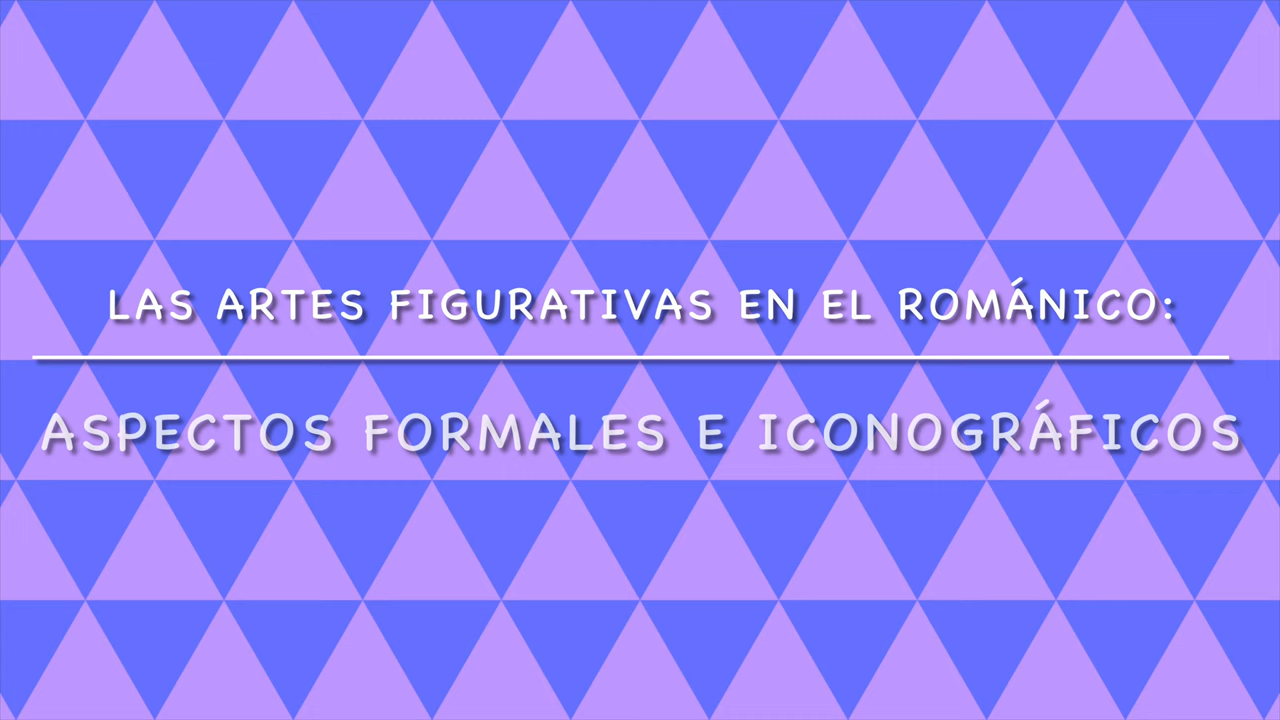 LAS ARTES FIGURATIVAS EN EL ROMÁNICO:
ASPECTOS FORMALES E ICONOGRÁFICOS